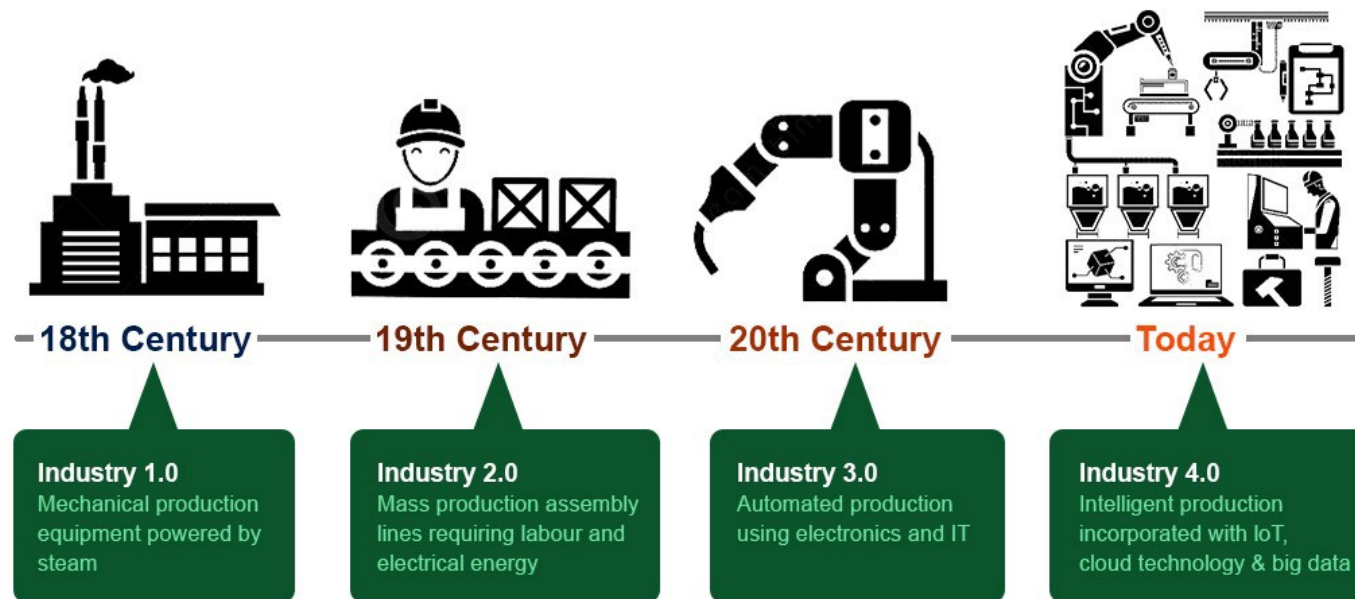 18th Century
19th Century
20th Century
Today
Industry 1.0
Mechanical production
equipment powered by
steam
Industry 2.0
Mass production assembly
lines requiring labour and
electrical energy
Industry 3.0
Automated production
using electronics and IT
Industry 4.0
Intelligent production
incorporated with IoT,
cloud technology & big data